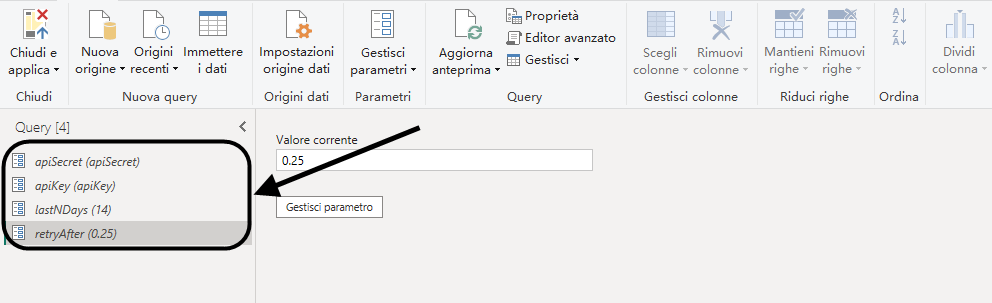 Chiudi e
applica
Nuova
origine
Origini
recenti
Immettere
i dati
Impostazioni
origine dati
Gestisci
parametri
Aggiorna
anteprima
Proprietà
Editor avanzato
Gestisci
Scegli
colonne
Rimuovi
colonne
Mantieni
righe
Rimuovi
righe
A
Z
Z
A
Dividi
colonna
Chiudi
Nuova query
Origini dati
Parametri
Query
Gestisci colonne
Riduci righe
Ordina
Query [4]
apiSecret (apiSecret)
apiKey (apiKey)
lastNDays (14)
retryAfter (0.25)
Valore corrente
0.25
Gestisci parametro